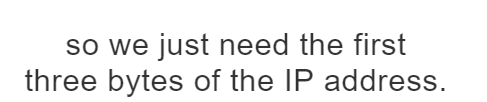 so we just need the first
three bytes of the IP address.